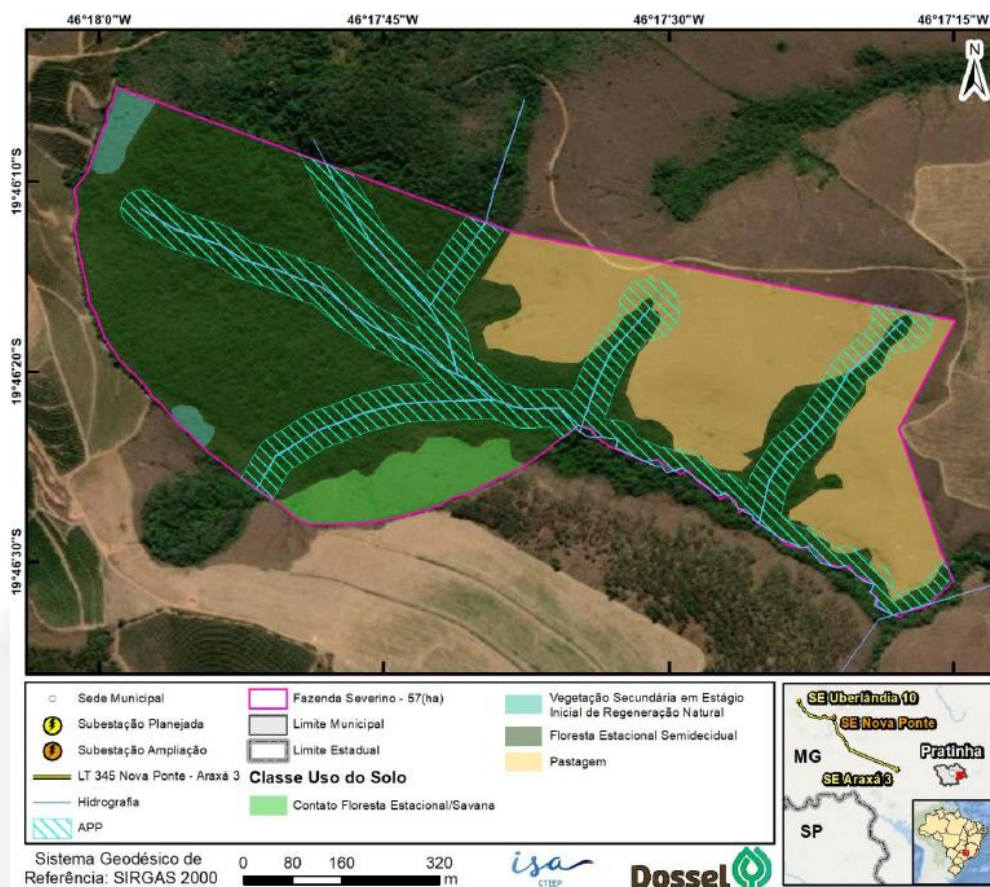 46°18'0"W 46°17'45"W 46°17'30"W 46°17'15"W
N
19°46'10"S
19°46'20"S
19°46'30"S
Sede Municipal
Subestação Planejada
Subestação Ampliação
LT 345 Nova Ponte - Araxá 3
Hidrografia
APP
Fazenda Severino - 57(ha)
Limite Municipal
Limite Estadual
Classe Uso do Solo
Contato Floresta Estacional/Savana
Vegetação Secundária em Estágio
Inicial de Regeneração Natural
Floresta Estacional Semidecidual
Pastagem
SE Uberlândia 10
SE Nova Ponte
MG
Pratinha
SE Araxá 3
SP
Sistema Geodésico de
Referência: SIRGAS 2000
0 80 160 320
m
isa
CTEEP
Dossel